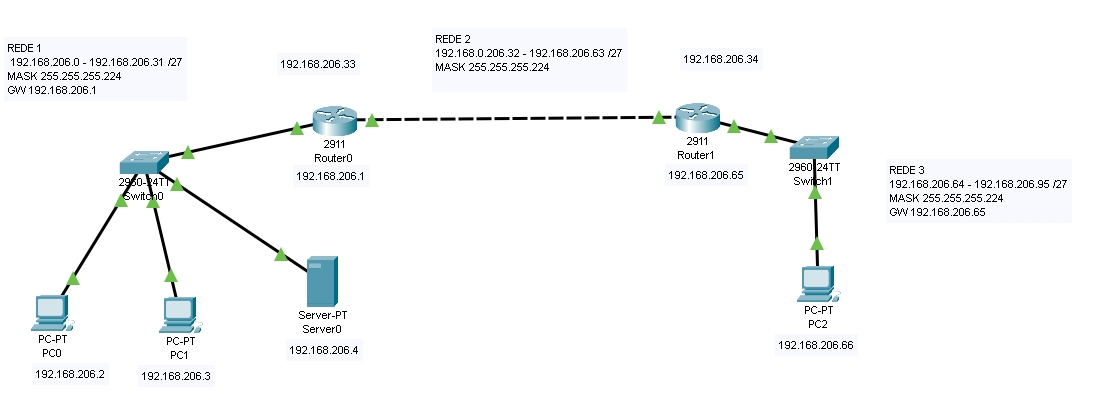 REDE 1
192.168.206.0 - 192.168.206.31 /27
MASK 255.255.255.224
GW 192.168.206.1
192.168.206.33
REDE 2
192.168.0.206.32 - 192.168.206.63 /27
MASK 255.255.255.224
192.168.206.34
2911
Router0
192.168.206.1
2911
Router1
192.168.206.65
2960-24TT
Switch0
2960-24TT
Switch1
REDE 3
192.168.206.64 - 192.168.206.95 /27
MASK 255.255.255.224
GW 192.168.206.65
PC-PT
PC0
192.168.206.2
PC-PT
PC1
192.168.206.3
Server-PT
Server0
192.168.206.4
PC-PT
PC2
192.168.206.66